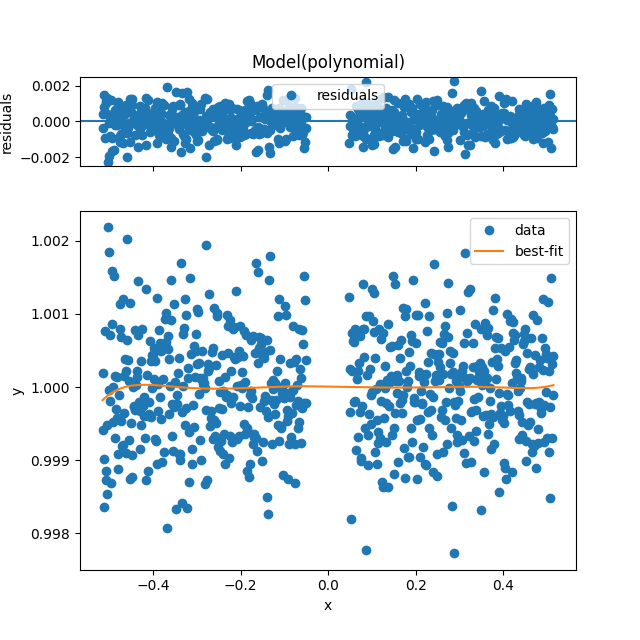 Model(polynomial)
residuals
0.002
0.000
−0.002
residuals
data
best-fit
y
1.002
1.001
1.000
0.999
0.998
−0.4 −0.2 0.0 0.2 0.4
x